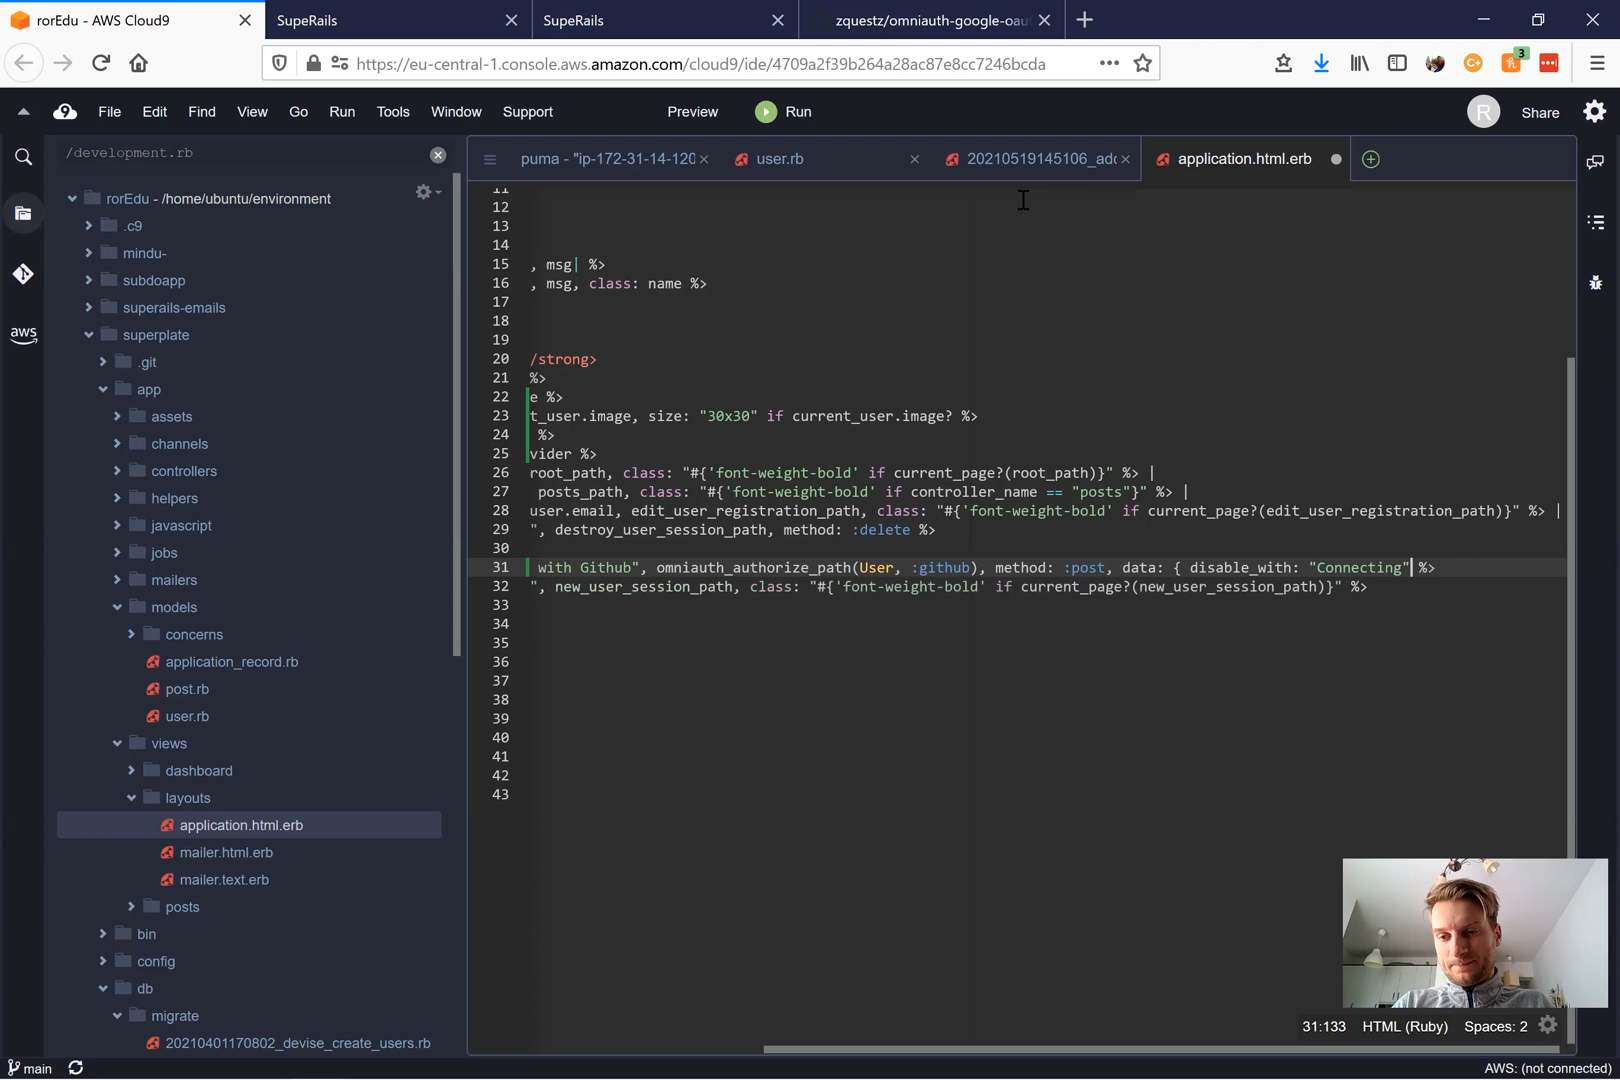 rorEdu - AWS Cloud9
SupeRails
SupeRails
zquestz/omniauth-google-oau
https://eu-central-1.console.aws.amazon.com/cloud9/ide/4709a2f39b264a28ac87e8cc7246bcda
3
9 File Edit Find View Go Run Tools Window Support Preview Run R Share
/development.rb
puma - "ip-172-31-14-120
user.rb
20210519145106_add
application.html.erb
rorEdu - /home/ubuntu/environment
.c9
mindu-
subdoapp
superails-emails
superplate
.git
app
assets
channels
controllers
helpers
javascript
jobs
mailers
models
concerns
application_record.rb
post.rb
user.rb
views
dashboard
layouts
application.html.erb
mailer.html.erb
mailer.text.erb
posts
bin
config
db
migrate
20210401170802_devise_create_users.rb
aws
11
12
13
14
15 , msg| %>
16 , msg, class: name %>
17
18
19
20 /strong>
21 %>
22 e %>
23 t_user.image, size: "30x30" if current_user.image? %>
24 %>
25 vider %>
26 root_path, class: "#{'font-weight-bold' if current_page?(root_path)}" %> |
27 posts_path, class: "#{'font-weight-bold' if controller_name == "posts"}" %> |
28 user.email, edit_user_registration_path, class: "#{'font-weight-bold' if current_page?(edit_user_registration_path)}" %> |
29 ", destroy_user_session_path, method: :delete %>
30
31 with Github", omniauth_authorize_path(User, :github), method: :post, data: { disable_with: "Connecting" %>
32 ", new_user_session_path, class: "#{'font-weight-bold' if current_page?(new_user_session_path)}" %>
33
34
35
36
37
38
39
40
41
42
43
31:133 HTML (Ruby) Spaces: 2
main
AWS: (not connected)